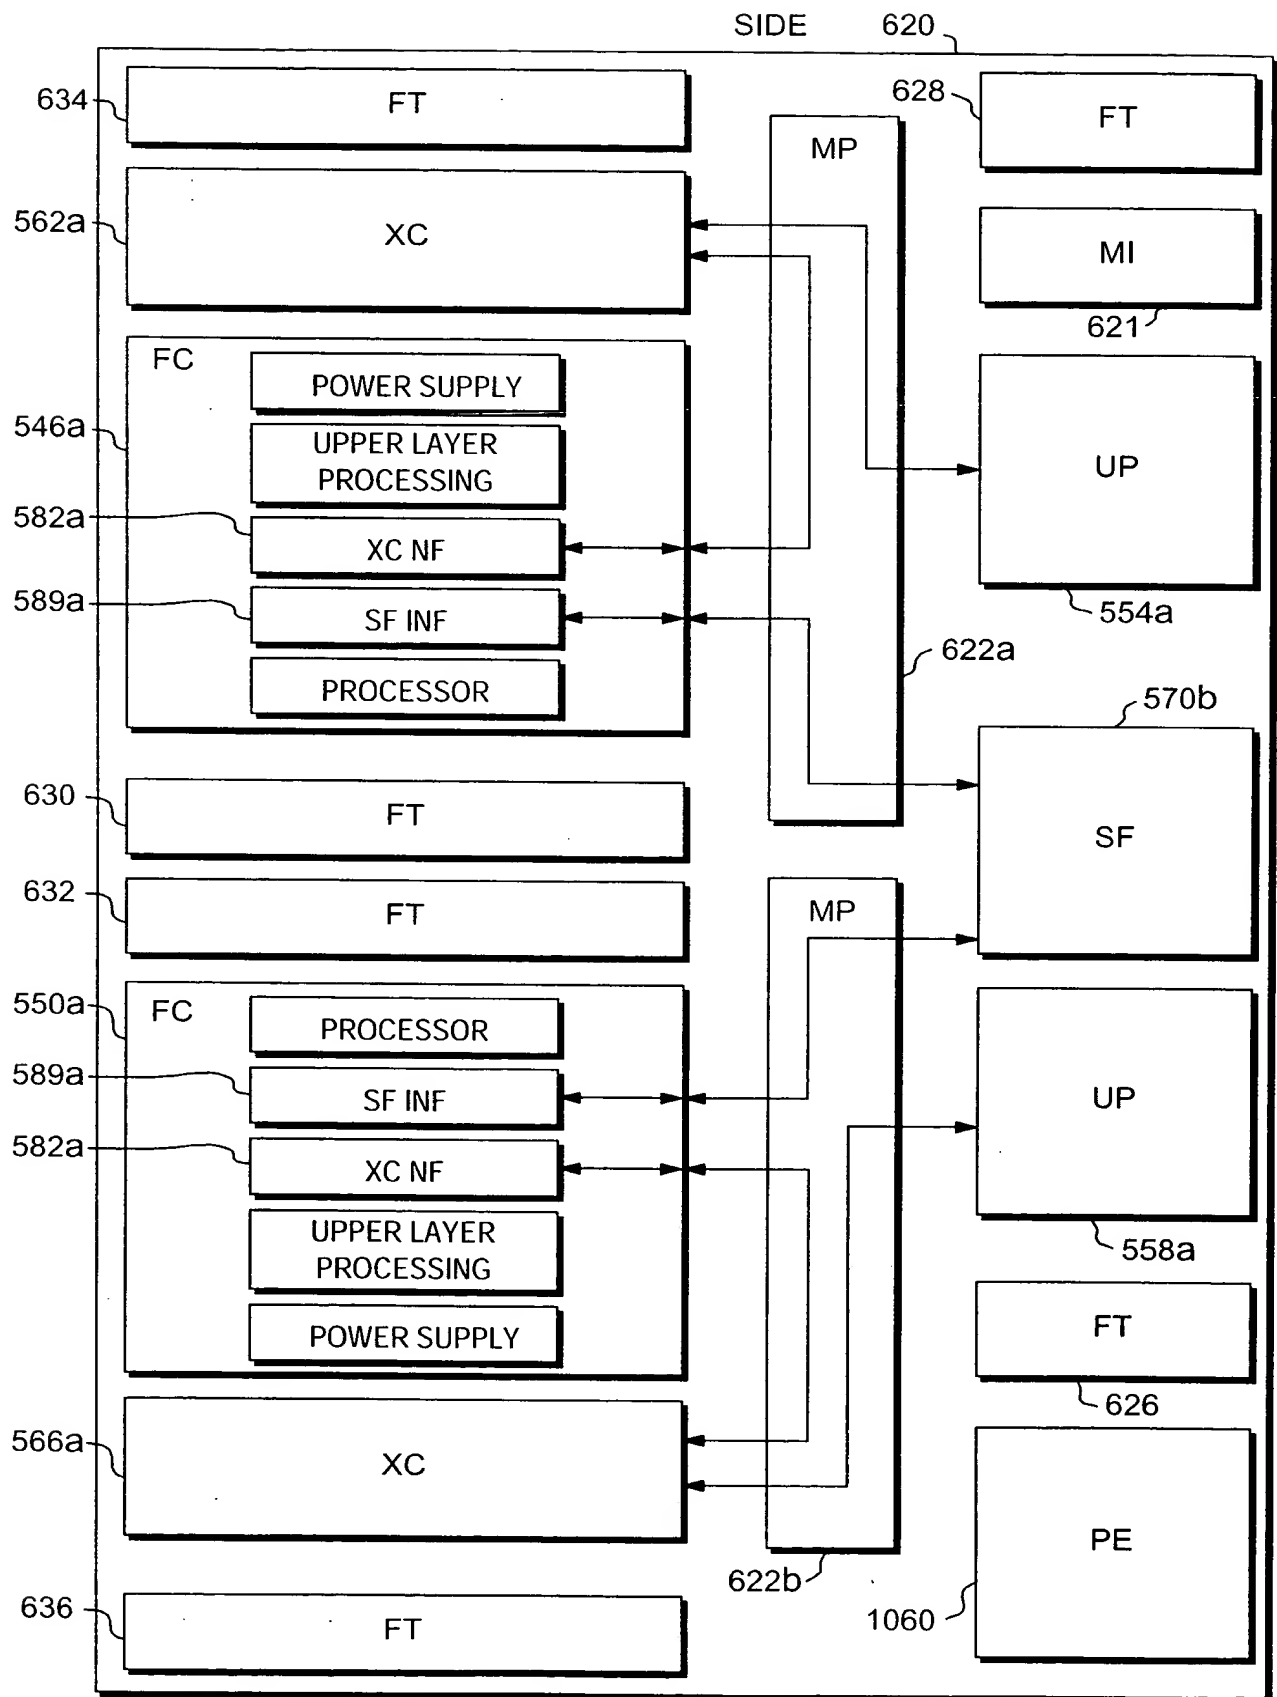 SIDE 620
634 FT
628 FT
MP
562a XC
MI
621
FC
POWER SUPPLY
546a
UPPER LAYER
PROCESSING
UP
582a XC NF
589a SF INF
554a
622a
PROCESSOR
570b
630 FT
SF
632 FT
MP
550a FC
PROCESSOR
589a SF INF
UP
582a XC NF
UPPER LAYER
PROCESSING
558a
POWER SUPPLY
FT
626
566a XC
PE
622b
1060
636 FT